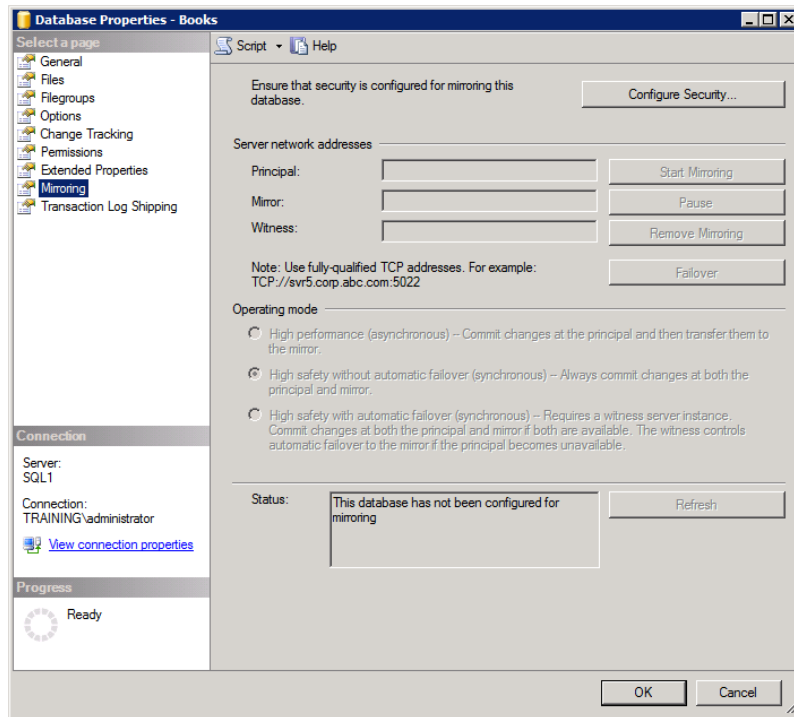 Database Properties - Books
Select a page
General
Files
Filegroups
Options
Change Tracking
Permissions
Extended Properties
Mirroring
Transaction Log Shipping
Connection
Server:
SQL1
Connection:
TRAINING\administrator
View connection properties
Progress
Ready
Script
Help
Ensure that security is configured for mirroring this
database.
Configure Security...
Server network addresses
Principal:
Start Mirroring
Mirror:
Pause
Witness:
Remove Mirroring
Note: Use fully-qualified TCP addresses. For example:
TCP://svr5.corp.abc.com:5022
Failover
Operating mode
High performance (asynchronous) – Commit changes at the principal and then transfer them to
the mirror.
High safety without automatic failover (synchronous) – Always commit changes at both the
principal and mirror.
High safety with automatic failover (synchronous) – Requires a witness server instance.
Commit changes at both the principal and mirror if both are available. The witness controls
automatic failover to the mirror if the principal becomes unavailable.
Status:
This database has not been configured for
mirroring
Refresh
OK
Cancel